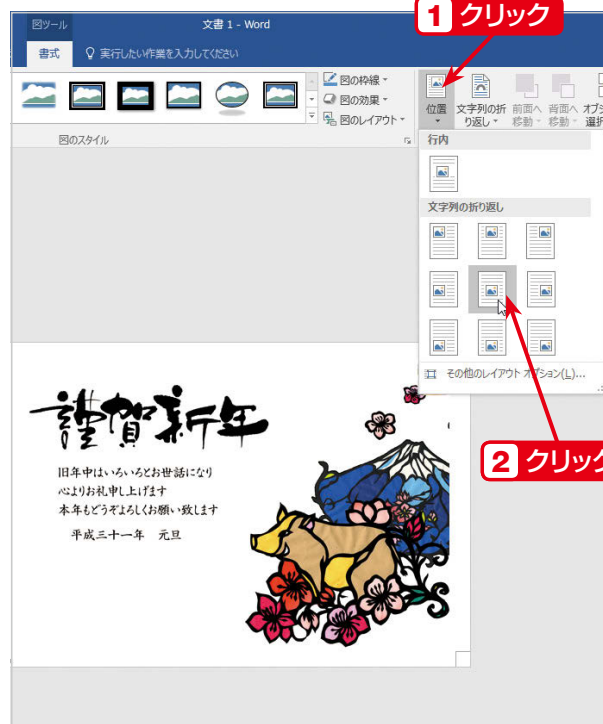 図ツール
文書 1 - Word
1 クリック
書式
実行したい作業を入力してください
図の枠線
図の効果
図のレイアウト
図のスタイル
位置
文字列の折り返し
前面へ移動
背面へ移動
行内
文字列の折り返し
その他のレイアウト オプション(L)...
2 クリック
謹賀新年
旧年中はいろいろとお世話になり
心よりお礼申し上げます
本年もどうぞよろしくお願い致します
平成三十一年 元旦